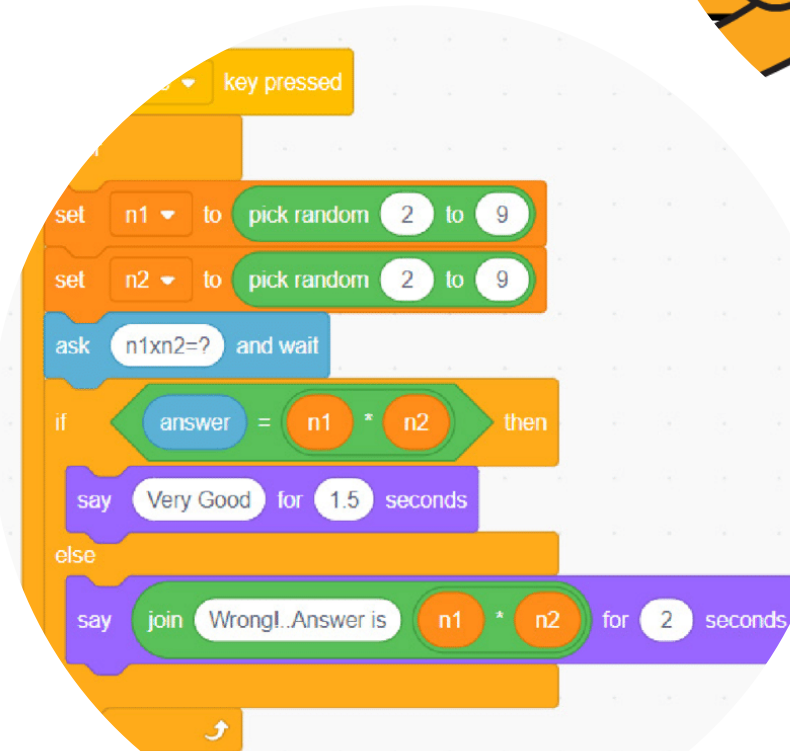 key pressed
set n1 to pick random 2 to 9
set n2 to pick random 2 to 9
ask n1xn2=? and wait
if answer = n1 * n2 then
say Very Good for 1.5 seconds
else
say join Wrong!..Answer is n1 * n2 for 2 seconds